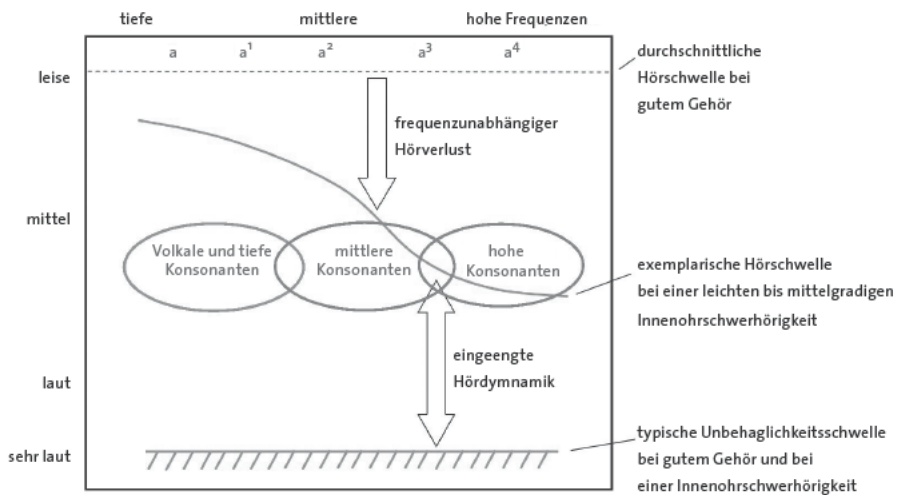 tiefe mittlere hohe Frequenzen
a a¹ a² a³ a⁴
durchschnittliche
Hörschwelle bei
gutem Gehör
leise
frequenzunabhängiger
Hörverlust
mittel
Volkale und tiefe
Konsonanten
mittlere
Konsonanten
hohe
Konsonanten
exemplarische Hörschwelle
bei einer leichten bis mittelgradigen
Innenohrschwerhörigkeit
eingeengte
Hördymnamik
laut
sehr laut
typische Unbehaglichkeitsschwelle
bei gutem Gehör und bei
einer Innenohrschwerhörigkeit